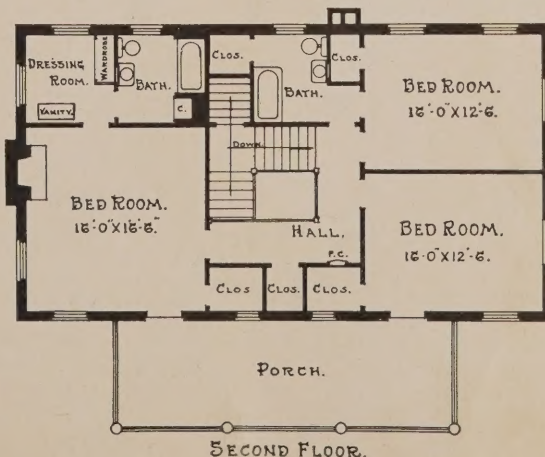 DRESSING
ROOM.
WARDROBE
VANITY.
BATH.
C.
CLOS.
BATH.
CLOS.
BED ROOM.
16'-0"X12'-6.
DOWN.
BED ROOM.
16'-0"X16'-6".
HALL.
F.C.
BED ROOM.
16-0"X12'-6.
CLOS
CLOS.
CLOS.
PORCH.
SECOND FLOOR.